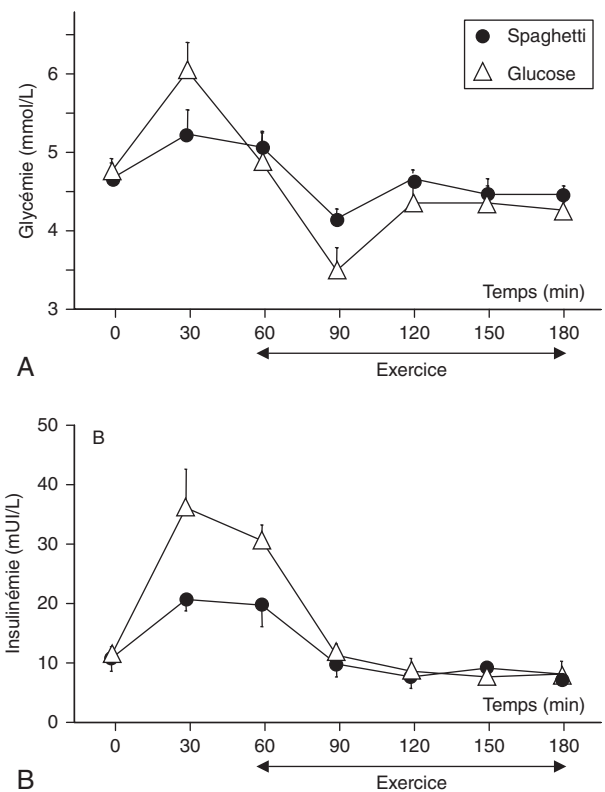 Spaghetti
Glucose
Glycémie (mmol/L)
6
5
4
3
Temps (min)
0 30 60 90 120 150 180
Exercice
A
B
Insulinémie (mUI/L)
50
40
30
20
10
0
Temps (min)
0 30 60 90 120 150 180
Exercice
B